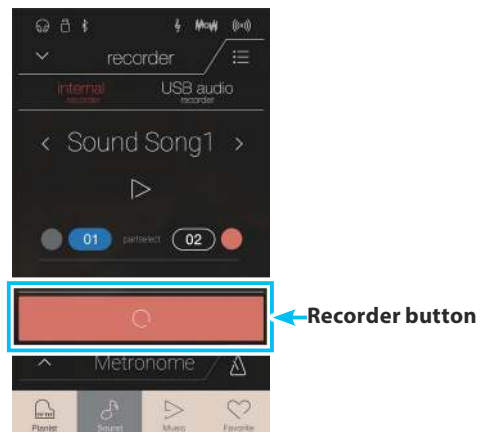 recorder
internal USB audio
recorder recorder
Sound Song1
01 partselect 02
Recorder button
Metronome
Pianist Sound Music Favorite